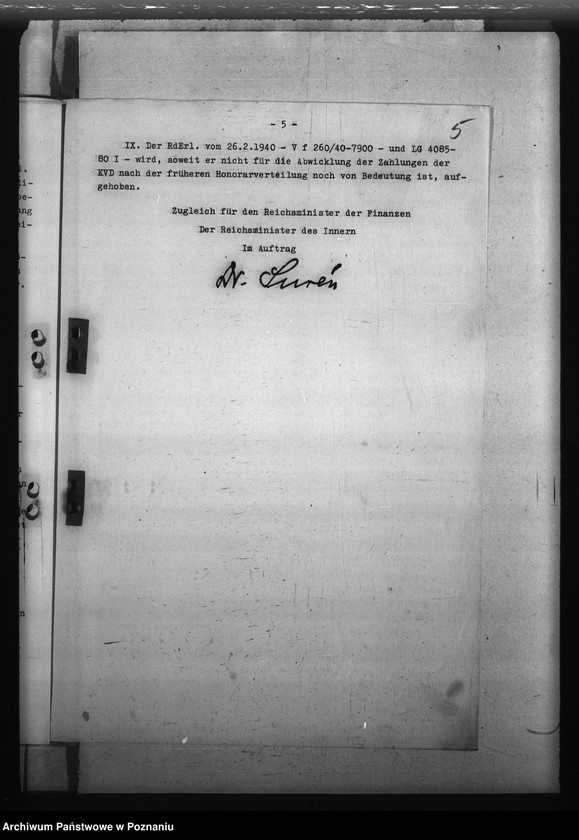 - 5 -
5
IX. Der RdErl. vom 26.2.1940 - V f 260/40-7900 - und LG 4085-
80 I - wird, soweit er nicht für die Abwicklung der Zahlungen der
KVD nach der früheren Honorarverteilung noch von Bedeutung ist, auf-
gehoben.
Zugleich für den Reichsminister der Finanzen
Der Reichsminister des Innern
Im Auftrag
Dr. Surén
Archiwum Państwowe w Poznaniu